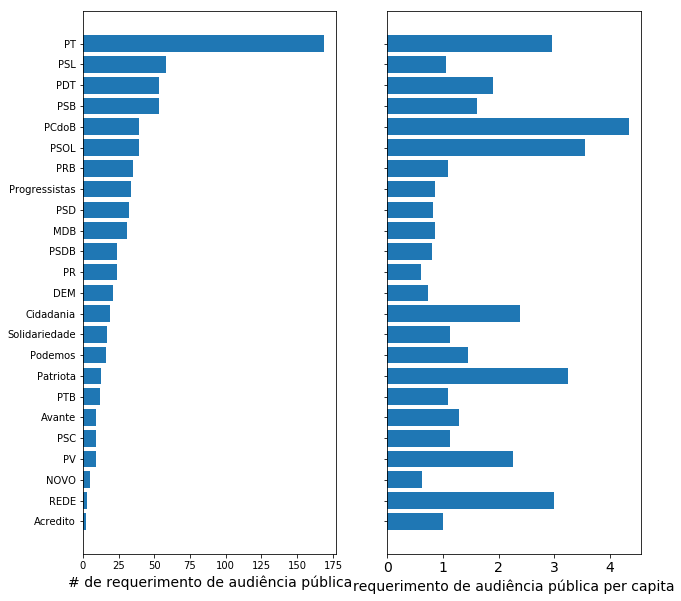 PT
PSL
PDT
PSB
PCdoB
PSOL
PRB
Progressistas
PSD
MDB
PSDB
PR
DEM
Cidadania
Solidariedade
Podemos
Patriota
PTB
Avante
PSC
PV
NOVO
REDE
Acredito
0 25 50 75 100 125 150 175
# de requerimento de audiência pública
0 1 2 3 4
requerimento de audiência pública per capita